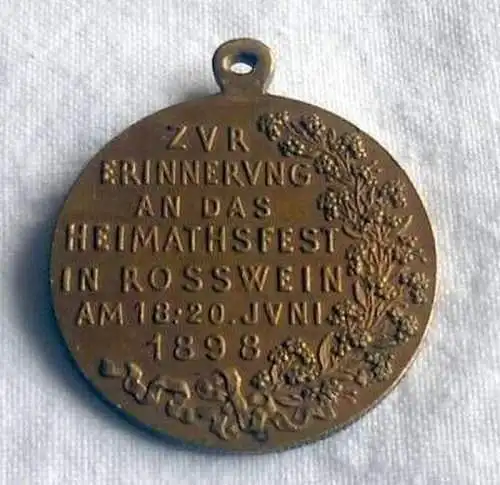 ZVR
ERINNERVNG
AN DAS
HEIMATHSFEST
IN ROSSWEIN
AM 18:20. JVNI
1898